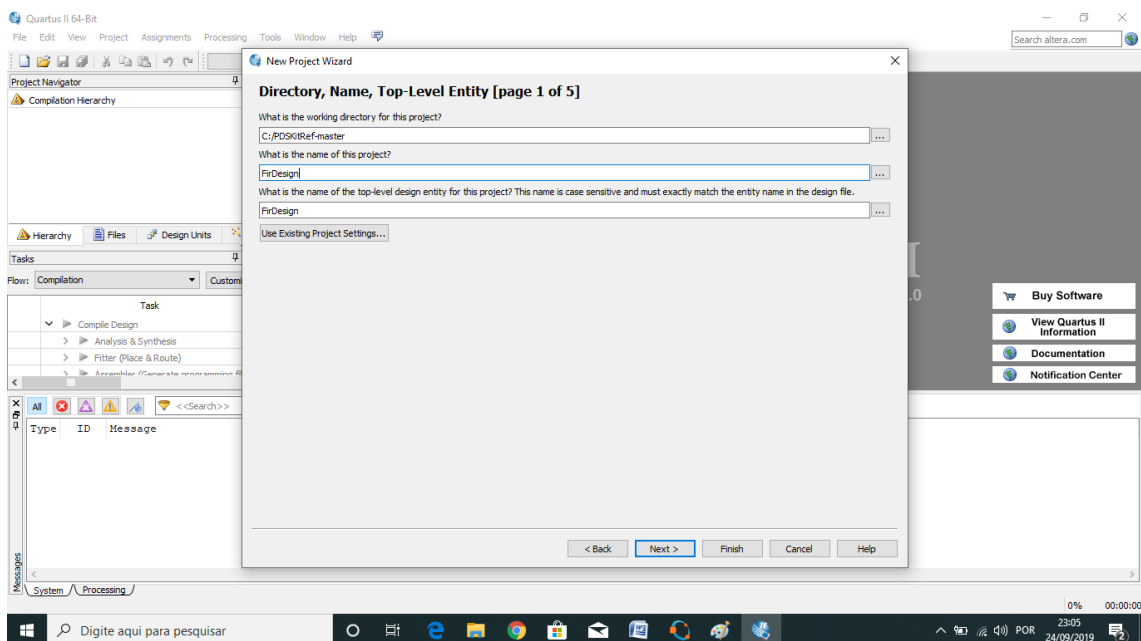 Quartus II 64-Bit
File Edit View Project Assignments Processing Tools Window Help
Search altera.com
Project Navigator
Compilation Hierarchy
Hierarchy Files Design Units
Tasks
Flow: Compilation Customi
Task
Compile Design
Analysis & Synthesis
Fitter (Place & Route)
Assembler (Generate programming fi
New Project Wizard
Directory, Name, Top-Level Entity [page 1 of 5]
What is the working directory for this project?
C:/PDSKitRef-master
...
What is the name of this project?
FirDesign
...
What is the name of the top-level design entity for this project? This name is case sensitive and must exactly match the entity name in the design file.
FirDesign
...
Use Existing Project Settings...
< Back Next > Finish Cancel Help
I
.0
Buy Software
View Quartus II
Information
Documentation
Notification Center
All <<Search>>
Type ID Message
Messages
System Processing
0% 00:00:00
Digite aqui para pesquisar
POR
23:05
24/09/2019